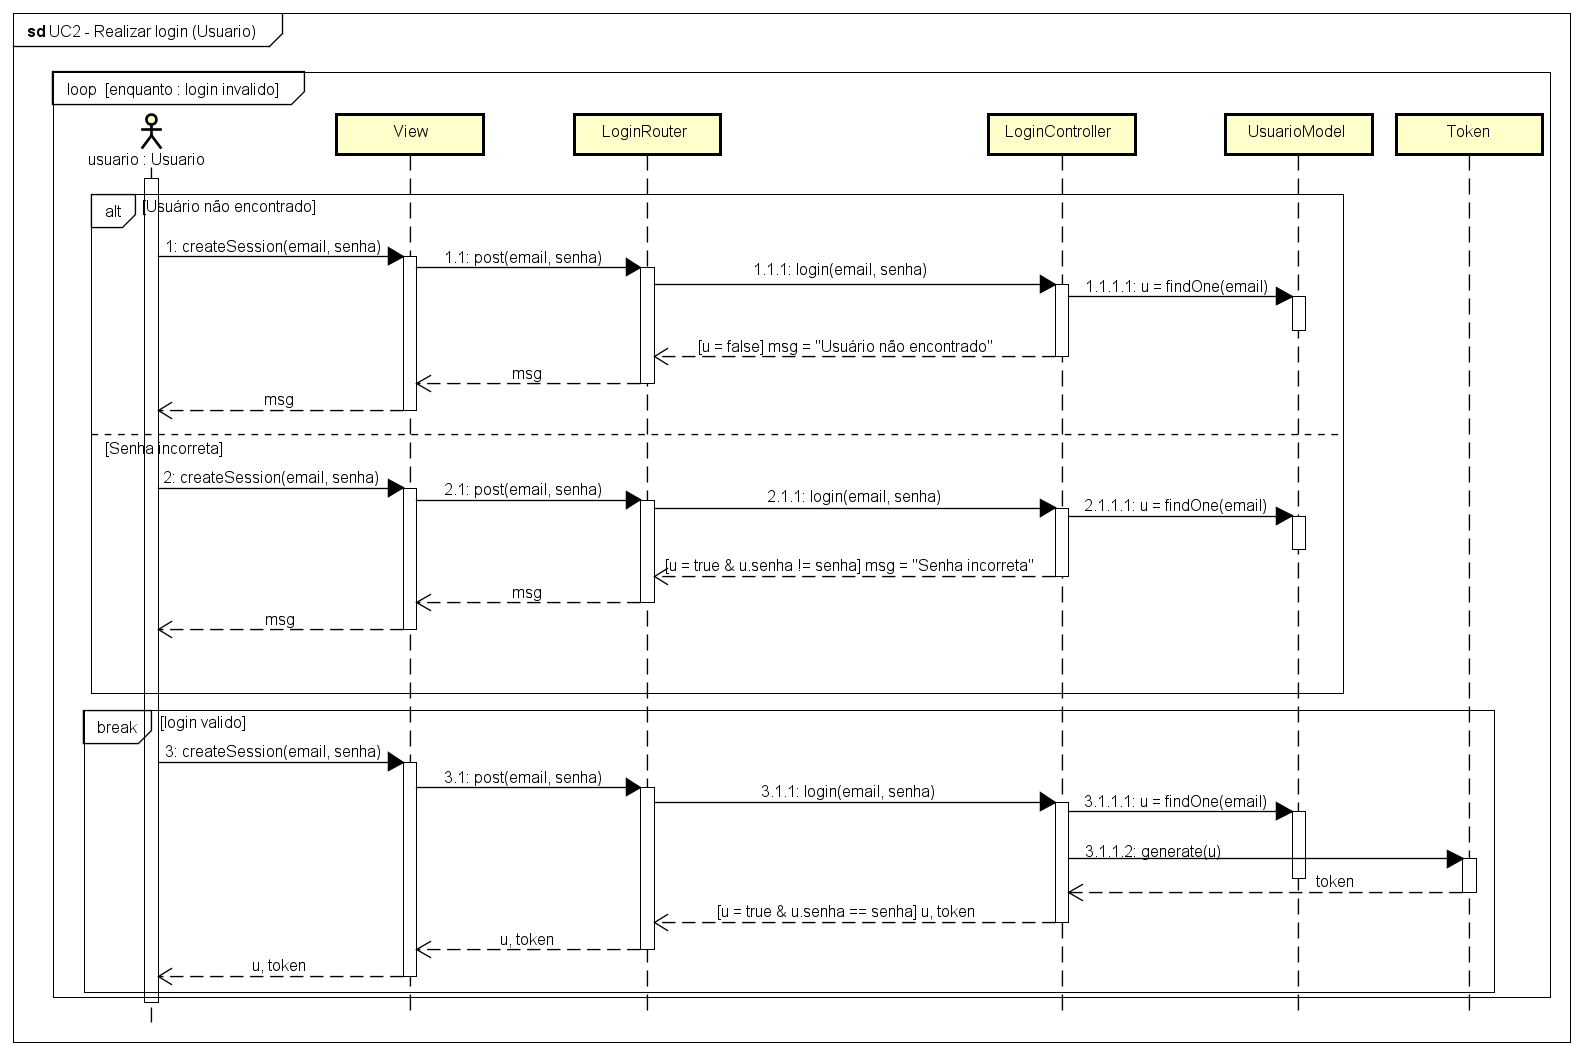 sd UC2 - Realizar login (Usuario)
loop [enquanto : login invalido]
usuario : Usuario
View
LoginRouter
LoginController
UsuarioModel
Token
alt
[Usuário não encontrado]
1: createSession(email, senha)
1.1: post(email, senha)
1.1.1: login(email, senha)
1.1.1.1: u = findOne(email)
[u = false] msg = "Usuário não encontrado"
msg
msg
[Senha incorreta]
2: createSession(email, senha)
2.1: post(email, senha)
2.1.1: login(email, senha)
2.1.1.1: u = findOne(email)
[u = true & u.senha != senha] msg = "Senha incorreta"
msg
msg
break
[login valido]
3: createSession(email, senha)
3.1: post(email, senha)
3.1.1: login(email, senha)
3.1.1.1: u = findOne(email)
3.1.1.2: generate(u)
token
[u = true & u.senha == senha] u, token
u, token
u, token